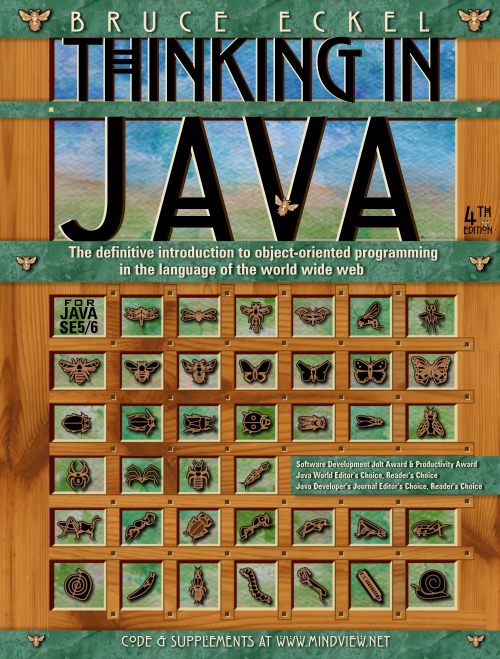 BRUCE ECKEL
THINKING IN
JAVA
4TH
EDITION
The definitive introduction to object-oriented programming
in the language of the world wide web
FOR
JAVA
SE5/6
Software Development Jolt Award & Productivity Award
Java World Editor's Choice, Reader's Choice
Java Developer's Journal Editor's Choice, Reader's Choice
CODE & SUPPLEMENTS AT WWW.MINDVIEW.NET